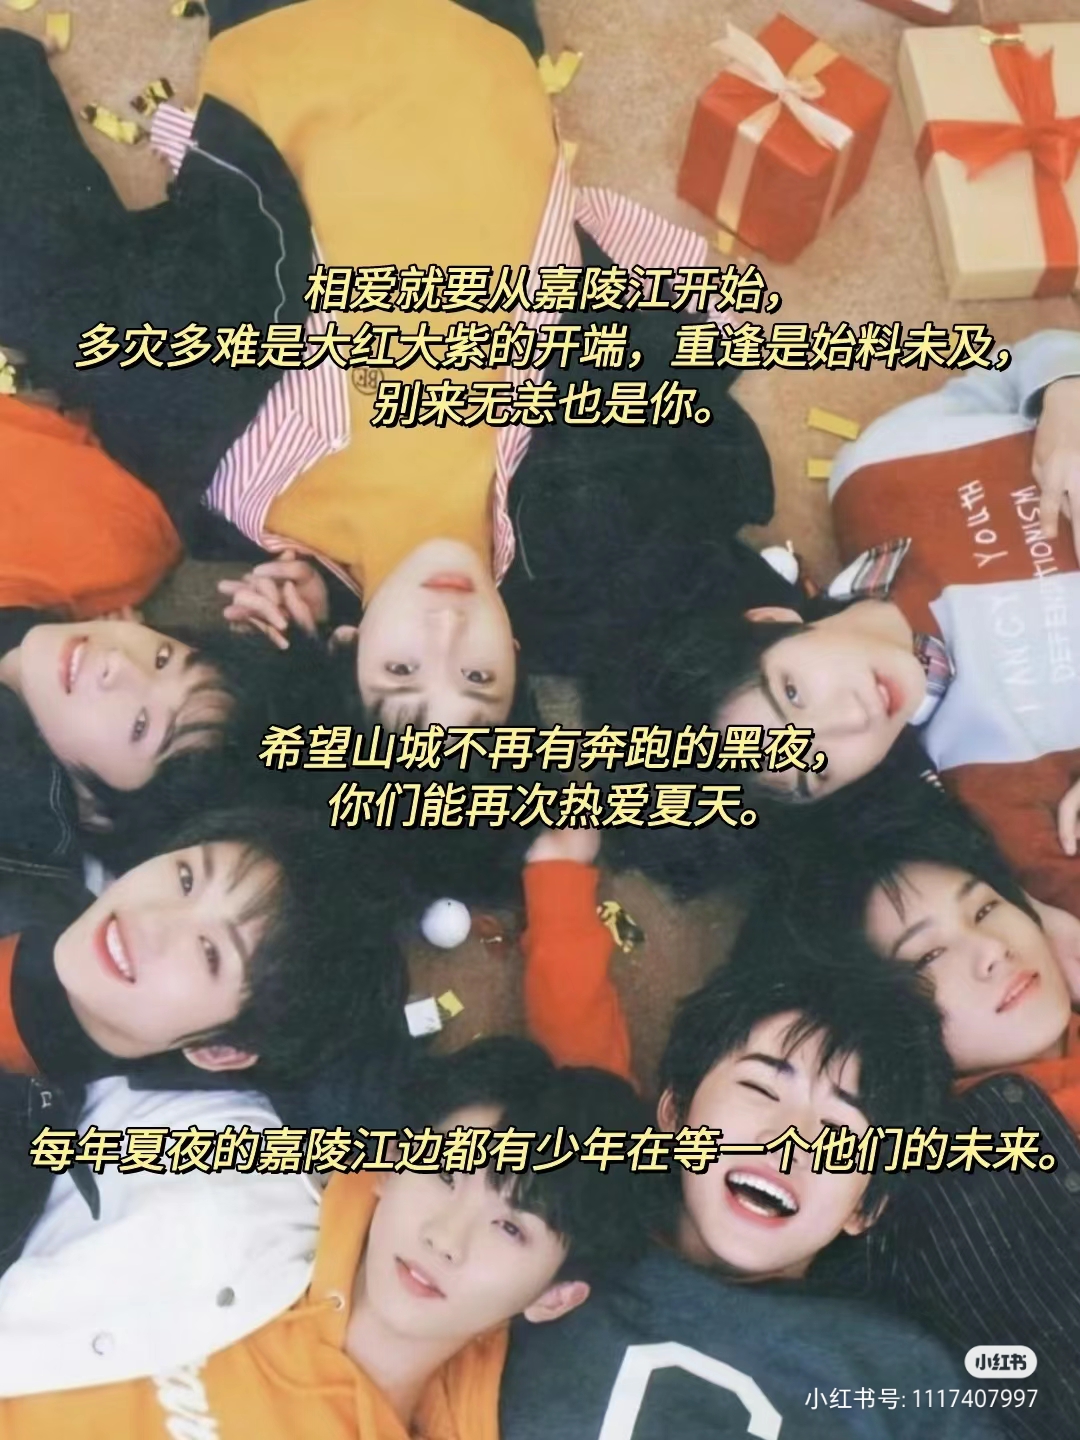 相爱就要从嘉陵江开始，
多灾多难是大红大紫的开端，重逢是始料未及，
别来无恙也是你。
YOUTH
I AN GY
希望山城不再有奔跑的黑夜，
你们能再次热爱夏天。
每年夏夜的嘉陵江边都有少年在等一个他们的未来。
C
小红书
小红书号: 1117407997